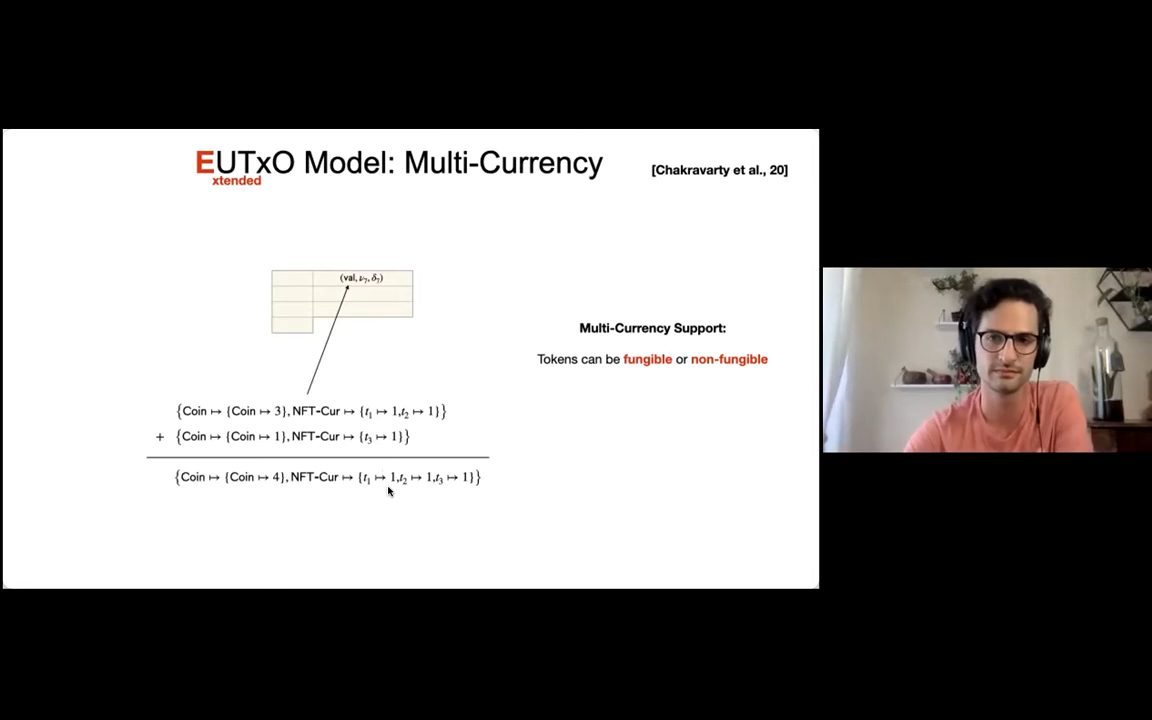 EUTxO Model: Multi-Currency
xtended
[Chakravarty et al., 20]
(val, ν₇, δ₇)
Multi-Currency Support:
Tokens can be fungible or non-fungible
{Coin ↦ {Coin ↦ 3}, NFT-Cur ↦ {t₁ ↦ 1,t₂ ↦ 1}}
+ {Coin ↦ {Coin ↦ 1}, NFT-Cur ↦ {t₃ ↦ 1}}
{Coin ↦ {Coin ↦ 4}, NFT-Cur ↦ {t₁ ↦ 1,t₂ ↦ 1,t₃ ↦ 1}}